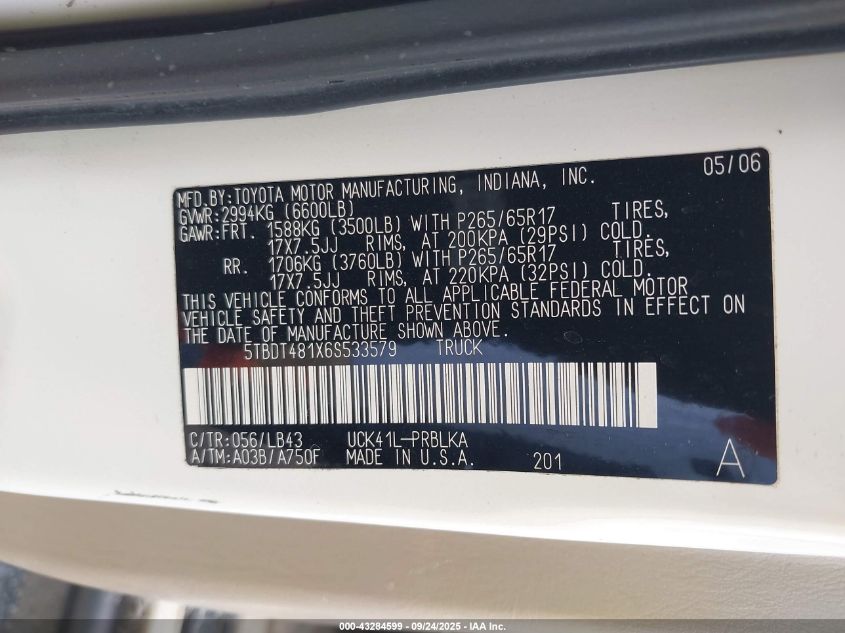 05/06
MFD.BY:TOYOTA MOTOR MANUFACTURING, INDIANA, INC.
GVWR:2994KG (6600LB)
GAWR:FRT. 1588KG (3500LB) WITH P265/65R17 TIRES,
17X7.5JJ RIMS, AT 200KPA (29PSI) COLD.
RR. 1706KG (3760LB) WITH P265/65R17 TIRES,
17X7.5JJ RIMS, AT 220KPA (32PSI) COLD.
THIS VEHICLE CONFORMS TO ALL APPLICABLE FEDERAL MOTOR
VEHICLE SAFETY AND THEFT PREVENTION STANDARDS IN EFFECT ON
THE DATE OF MANUFACTURE SHOWN ABOVE.
5TBDT481X6S533579 TRUCK
C/TR:056/LB43 UCK41L-PRBLKA
A/TM:A03B/A750F MADE IN U.S.A. 201 A
000-43284599 - 09/24/2025 - IAA Inc.